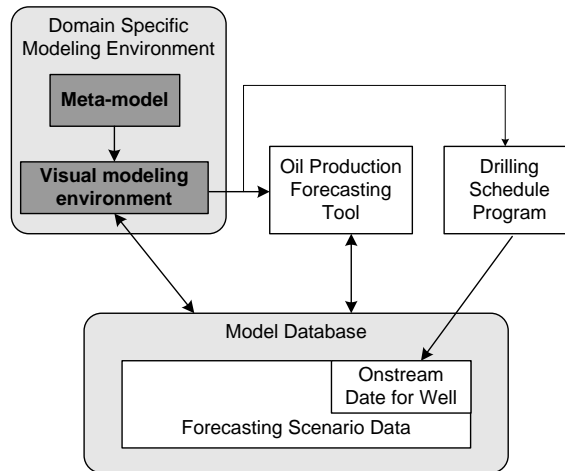 Domain Specific
Modeling Environment
Meta-model
Visual modeling
environment
Oil Production
Forecasting
Tool
Drilling
Schedule
Program
Model Database
Onstream
Date for Well
Forecasting Scenario Data